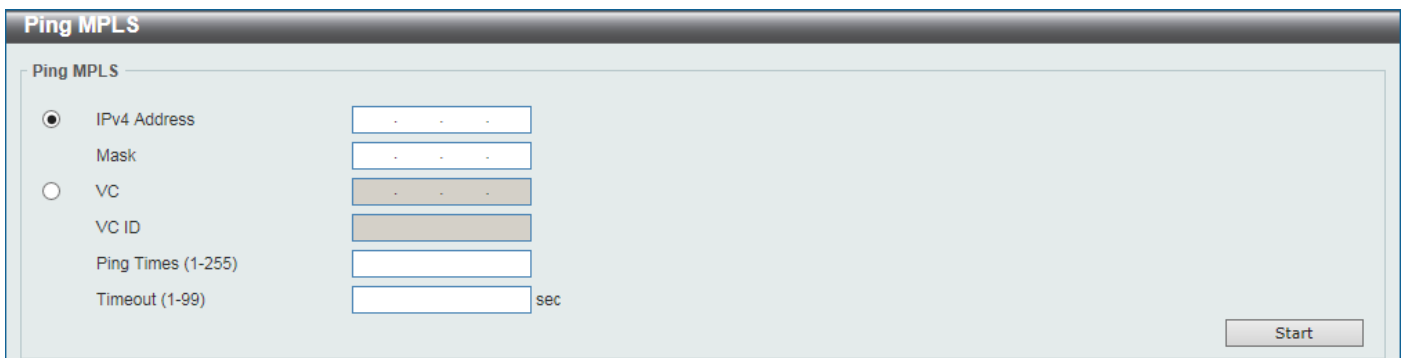 Ping MPLS
Ping MPLS
IPv4 Address
Mask
VC
VC ID
Ping Times (1-255)
Timeout (1-99) sec
Start